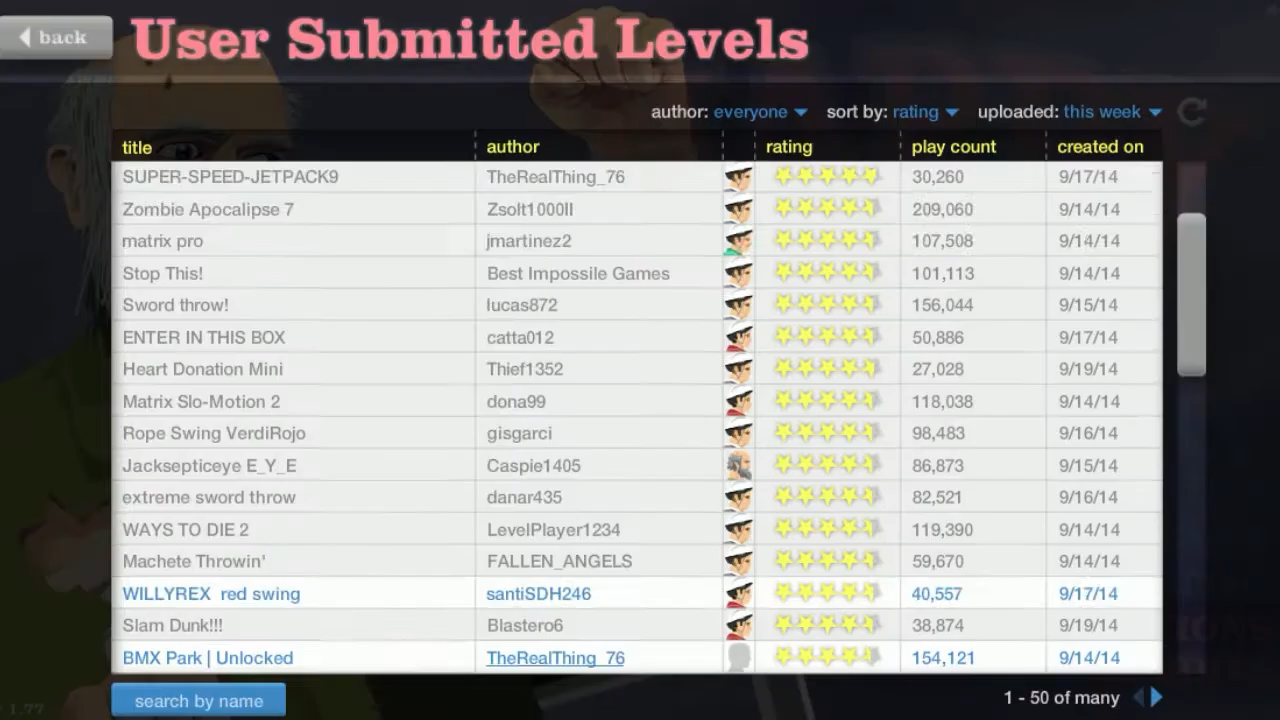 back
User Submitted Levels
author: everyone sort by: rating uploaded: this week
title author rating play count created on
SUPER-SPEED-JETPACK9 TheRealThing_76 30,260 9/17/14
Zombie Apocalipse 7 Zsolt1000II 209,060 9/14/14
matrix pro jmartinez2 107,508 9/14/14
Stop This! Best Impossile Games 101,113 9/14/14
Sword throw! lucas872 156,044 9/15/14
ENTER IN THIS BOX catta012 50,886 9/17/14
Heart Donation Mini Thief1352 27,028 9/19/14
Matrix Slo-Motion 2 dona99 118,038 9/14/14
Rope Swing VerdiRojo gisgarci 98,483 9/16/14
Jacksepticeye E_Y_E Caspie1405 86,873 9/15/14
extreme sword throw danar435 82,521 9/16/14
WAYS TO DIE 2 LevelPlayer1234 119,390 9/14/14
Machete Throwin' FALLEN_ANGELS 59,670 9/14/14
WILLYREX  red swing santiSDH246 40,557 9/17/14
Slam Dunk!!! Blastero6 38,874 9/19/14
BMX Park | Unlocked TheRealThing_76 154,121 9/14/14
search by name 1 - 50 of many
1.77